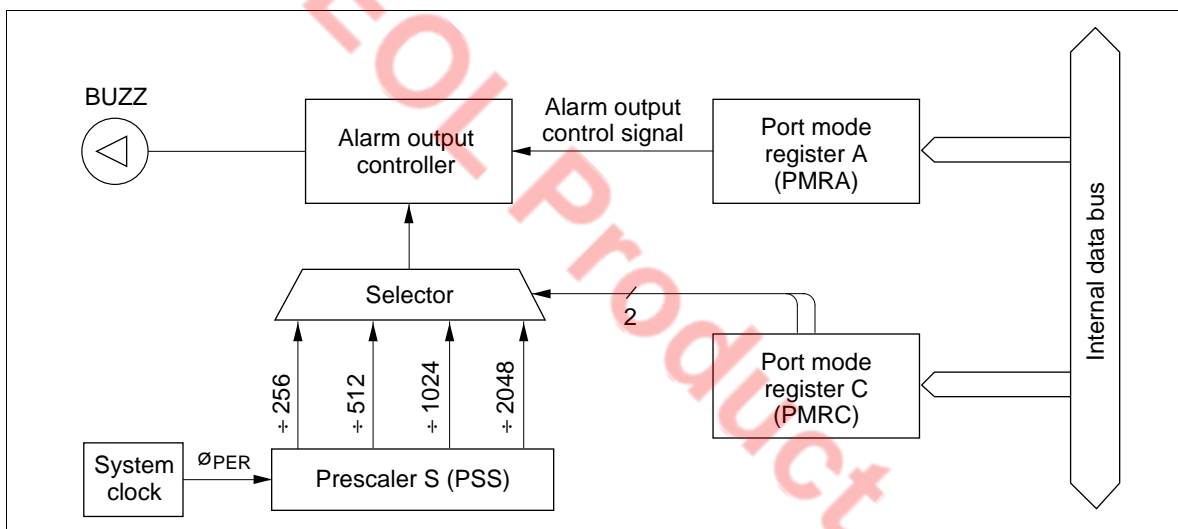 BUZZ
Alarm output
controller
Alarm output
control signal
Port mode
register A
(PMRA)
Internal data bus
Selector
2
Port mode
register C
(PMRC)
÷ 256
÷ 512
÷ 1024
÷ 2048
System
clock
øPER
Prescaler S (PSS)
EOL Product